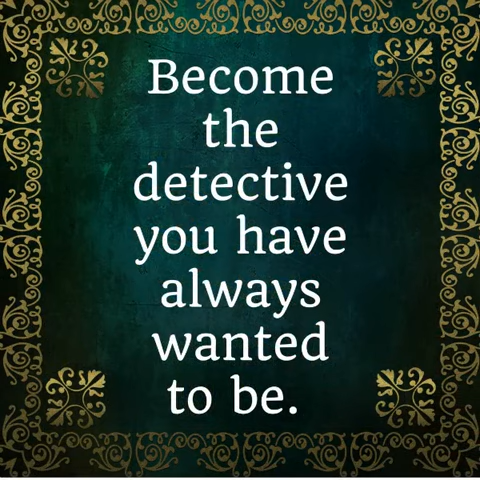 Become
the
detective
you have
always
wanted
to be.